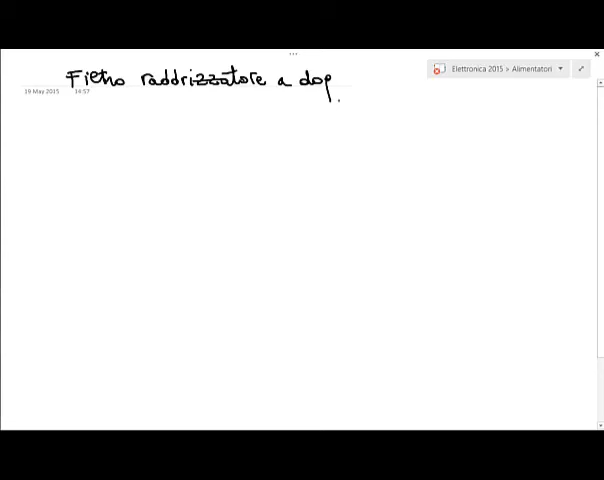 Filtro raddrizzatore a dop
Elettronica 2015 > Alimentatori
19 May 2015 14:57